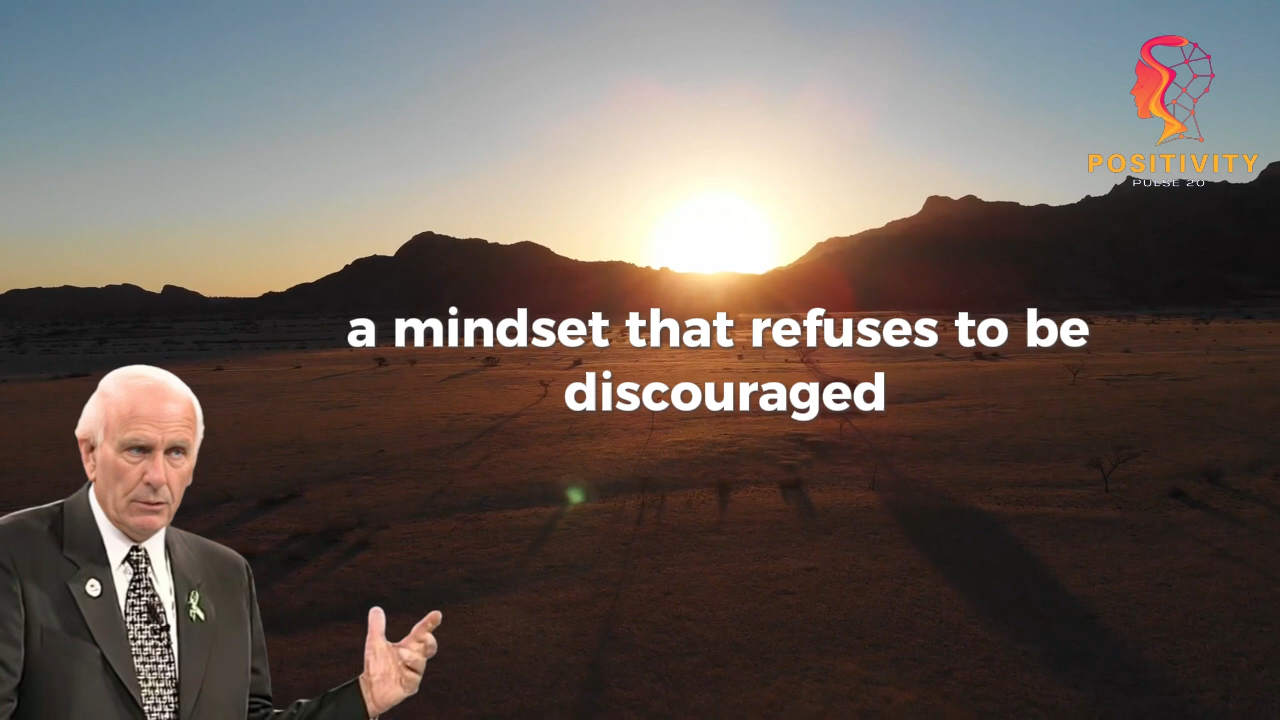 POSITIVITY
PULSE 20
a mindset that refuses to be
discouraged